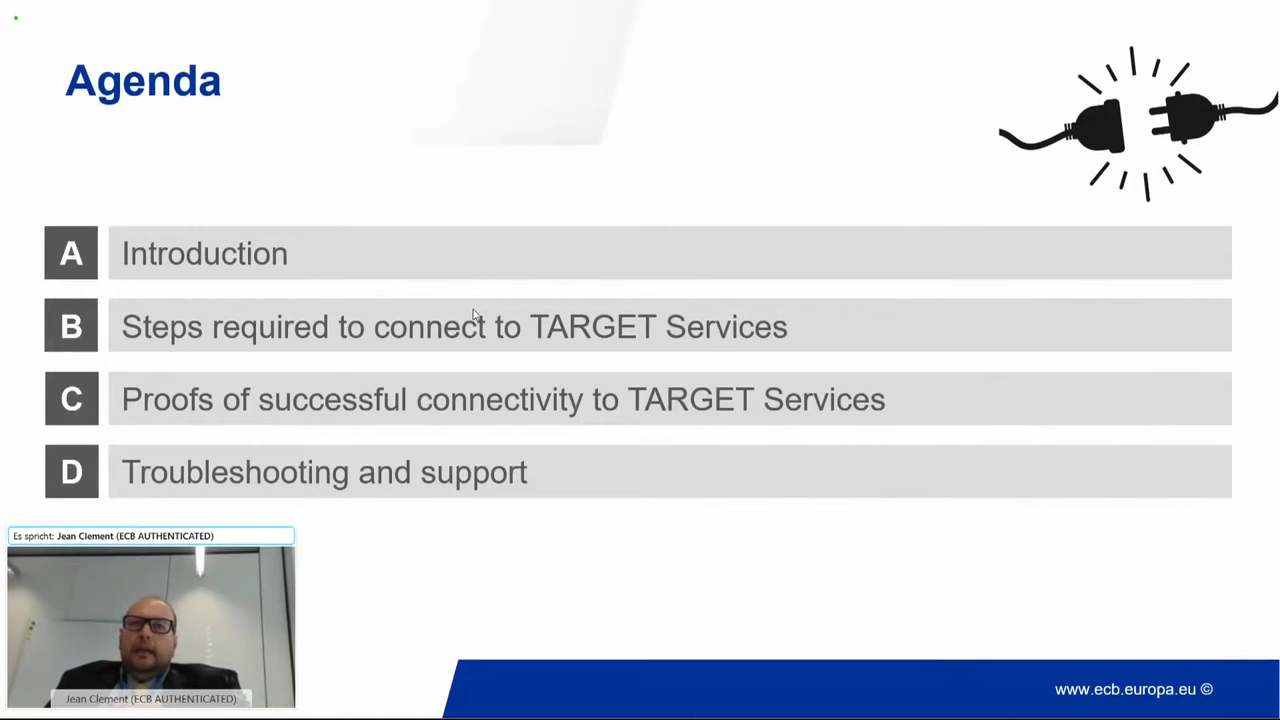 Agenda
A Introduction
B Steps required to connect to TARGET Services
C Proofs of successful connectivity to TARGET Services
D Troubleshooting and support
Es spricht: Jean Clement (ECB AUTHENTICATED)
Jean Clement (ECB AUTHENTICATED)
www.ecb.europa.eu ©